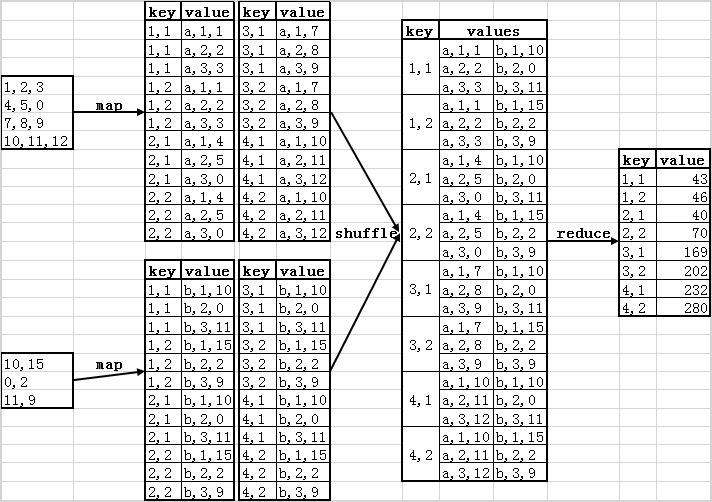 key value key value
1,1 a,1,1 3,1 a,1,7
1,1 a,2,2 3,1 a,2,8
1,1 a,3,3 3,1 a,3,9
1,2 a,1,1 3,2 a,1,7
1,2 a,2,2 3,2 a,2,8
1,2 a,3,3 3,2 a,3,9
2,1 a,1,4 4,1 a,1,10
2,1 a,2,5 4,1 a,2,11
2,1 a,3,0 4,1 a,3,12
2,2 a,1,4 4,2 a,1,10
2,2 a,2,5 4,2 a,2,11
2,2 a,3,0 4,2 a,3,12
1,2,3
4,5,0
7,8,9
10,11,12
map
key value key value
1,1 b,1,10 3,1 b,1,10
1,1 b,2,0 3,1 b,2,0
1,1 b,3,11 3,1 b,3,11
1,2 b,1,15 3,2 b,1,15
1,2 b,2,2 3,2 b,2,2
1,2 b,3,9 3,2 b,3,9
2,1 b,1,10 4,1 b,1,10
2,1 b,2,0 4,1 b,2,0
2,1 b,3,11 4,1 b,3,11
2,2 b,1,15 4,2 b,1,15
2,2 b,2,2 4,2 b,2,2
2,2 b,3,9 4,2 b,3,9
10,15
0,2
11,9
map
shuffle
key values
a,1,1 b,1,10
1,1 a,2,2 b,2,0
a,3,3 b,3,11
a,1,1 b,1,15
1,2 a,2,2 b,2,2
a,3,3 b,3,9
a,1,4 b,1,10
2,1 a,2,5 b,2,0
a,3,0 b,3,11
a,1,4 b,1,15
2,2 a,2,5 b,2,2
a,3,0 b,3,9
a,1,7 b,1,10
3,1 a,2,8 b,2,0
a,3,9 b,3,11
a,1,7 b,1,15
3,2 a,2,8 b,2,2
a,3,9 b,3,9
a,1,10 b,1,10
4,1 a,2,11 b,2,0
a,3,12 b,3,11
a,1,10 b,1,15
4,2 a,2,11 b,2,2
a,3,12 b,3,9
reduce
key value
1,1 43
1,2 46
2,1 40
2,2 70
3,1 169
3,2 202
4,1 232
4,2 280